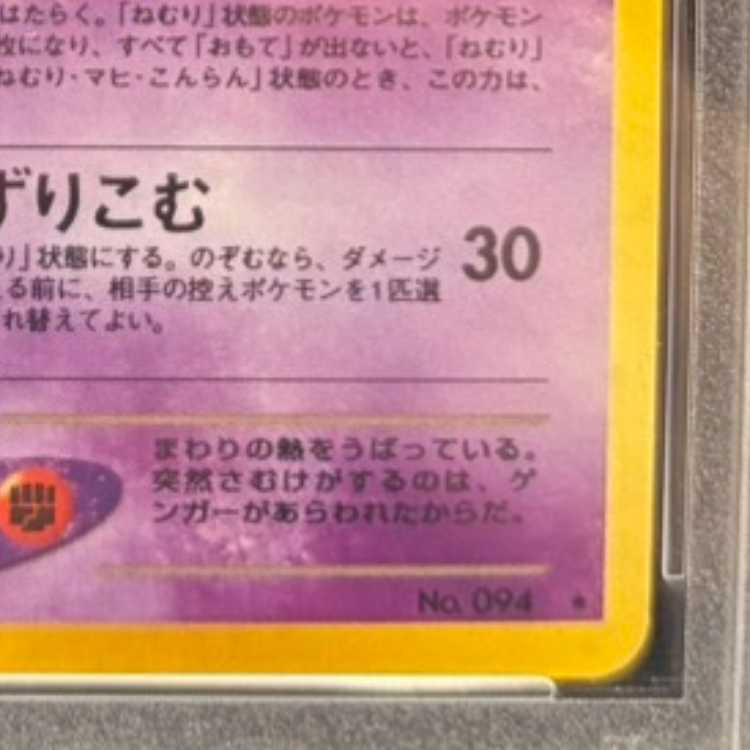 はたらく。「ねむり」状態のポケモンは、ポケモン
枚になり、すべて「おもて」が出ないと、「ねむり」
ねむり・マヒ・こんらん」状態のとき、この力は、
ずりこむ
30
り」状態にする。のぞむなら、ダメージ
る前に、相手の控えポケモンを1匹選
れ替えてよい。
まわりの熱をうばっている。
突然さむけがするのは、ゲ
ンガーがあらわれたからだ。
No. 094